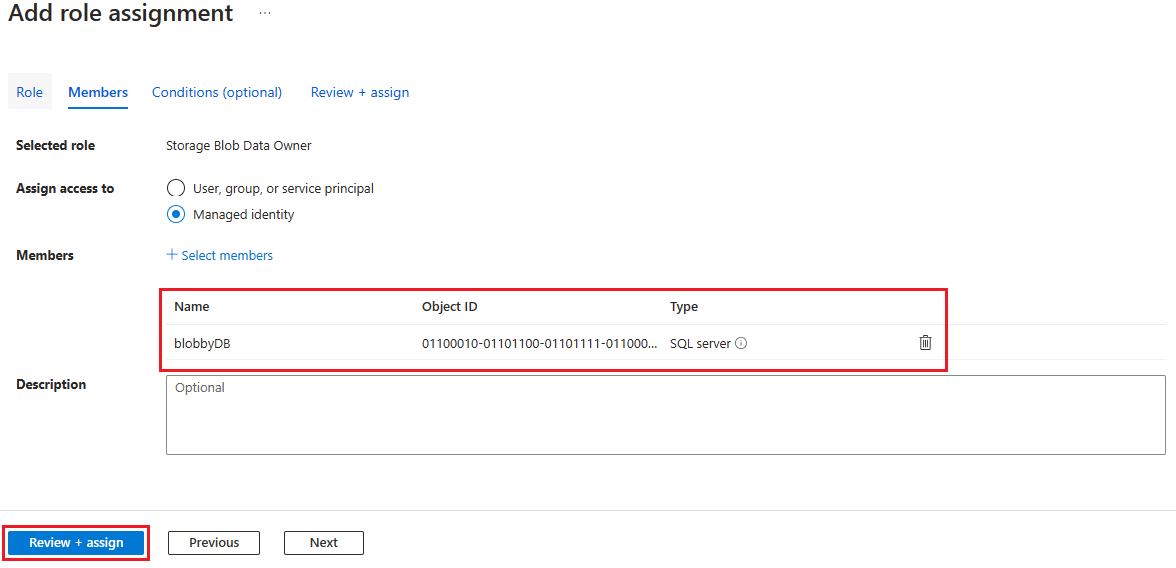 Add role assignment ...
Role Members Conditions (optional) Review + assign
Selected role Storage Blob Data Owner
Assign access to User, group, or service principal
Managed identity
Members + Select members
Name Object ID Type
blobbyDB 01100010-01101100-01101111-011000... SQL server
Description Optional
Review + assign Previous Next